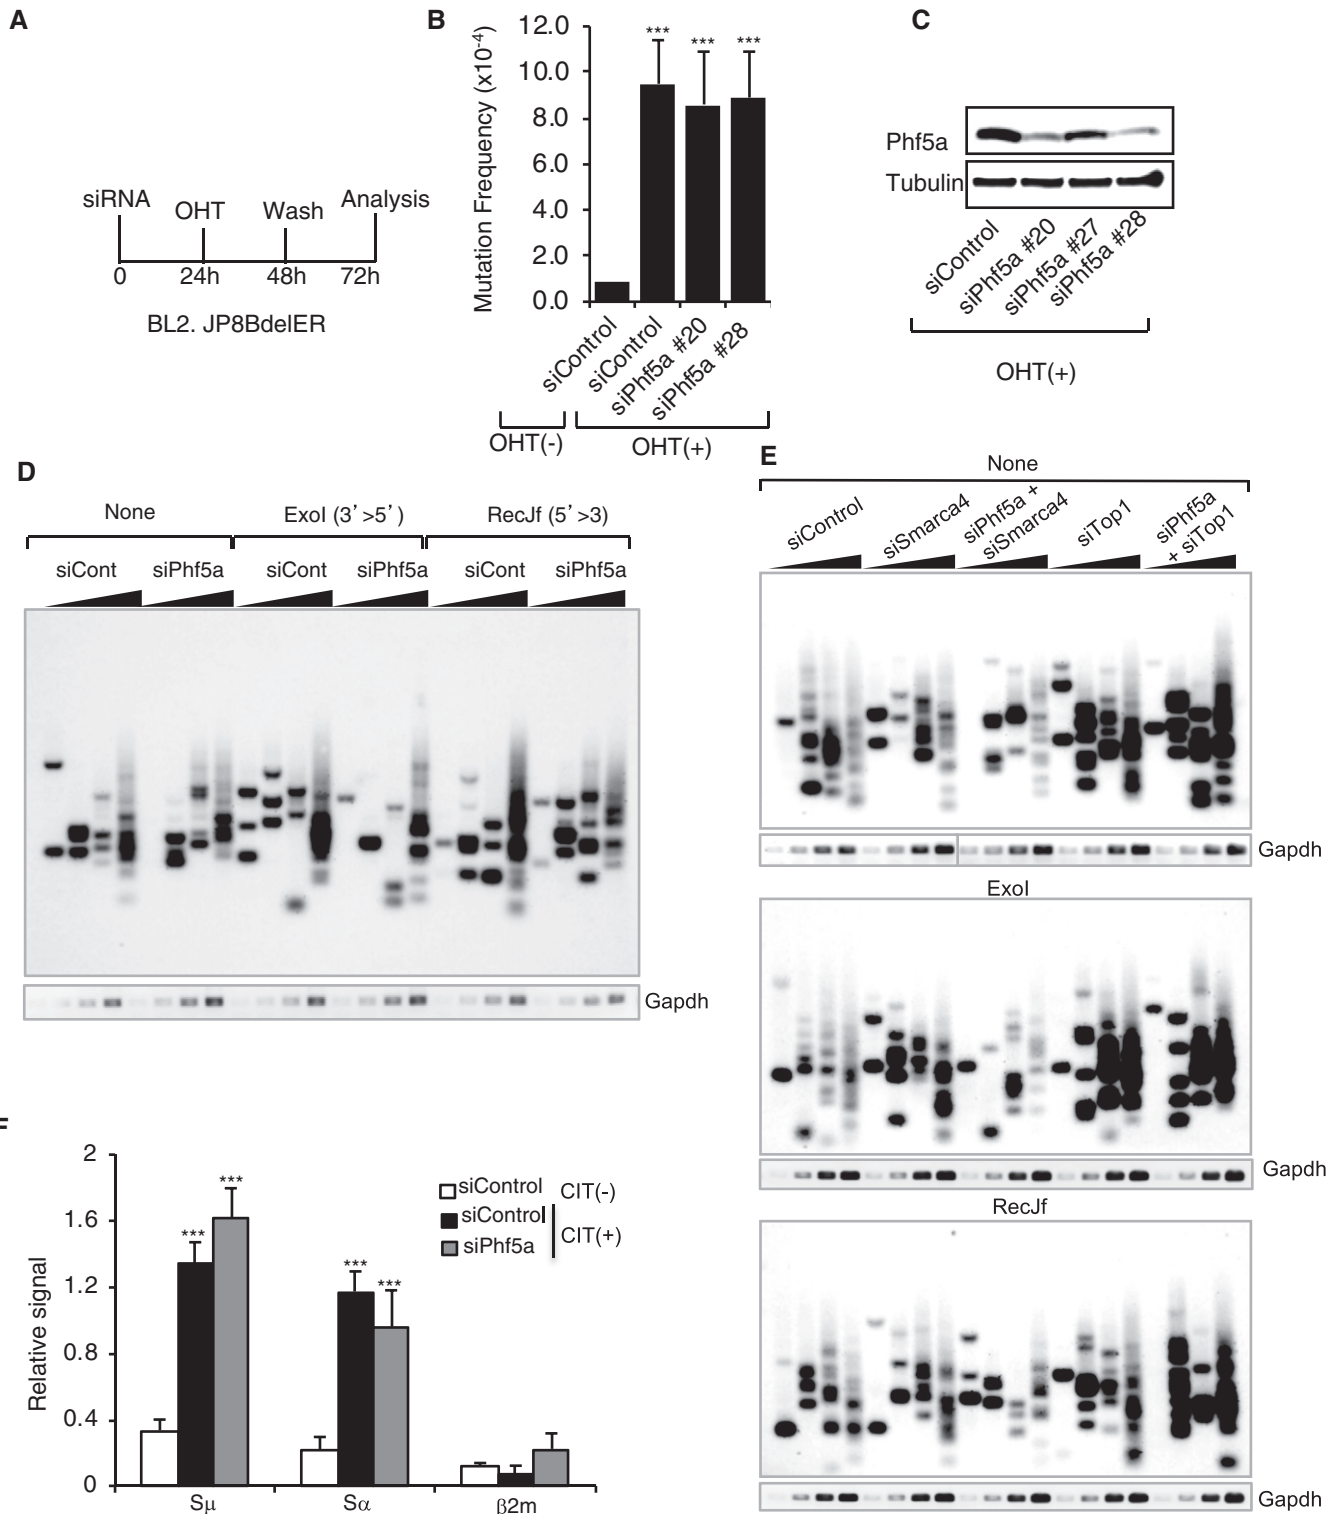 A
siRNA
OHT
Wash
Analysis
0
24h
48h
72h
BL2. JP8BdelER
B
Mutation Frequency (x10-4)
12.0
10.0
8.0
6.0
4.0
2.0
0.0
***
***
***
siControl
siControl
siPhf5a #20
siPhf5a #28
OHT(-)
OHT(+)
C
Phf5a
Tubulin
siControl
siPhf5a #20
siPhf5a #27
siPhf5a #28
OHT(+)
D
None
ExoI (3'>5')
RecJf (5'>3)
siCont
siPhf5a
siCont
siPhf5a
siCont
siPhf5a
Gapdh
E
None
siControl
siSmarca4
siPhf5a +
siSmarca4
siTop1
siPhf5a
+ siTop1
Gapdh
ExoI
Gapdh
RecJf
Gapdh
Relative signal
2
1.6
1.2
0.8
0.4
0
***
***
***
***
siControl
CIT(-)
siControl
siPhf5a
CIT(+)
Sμ
Sα
β2m